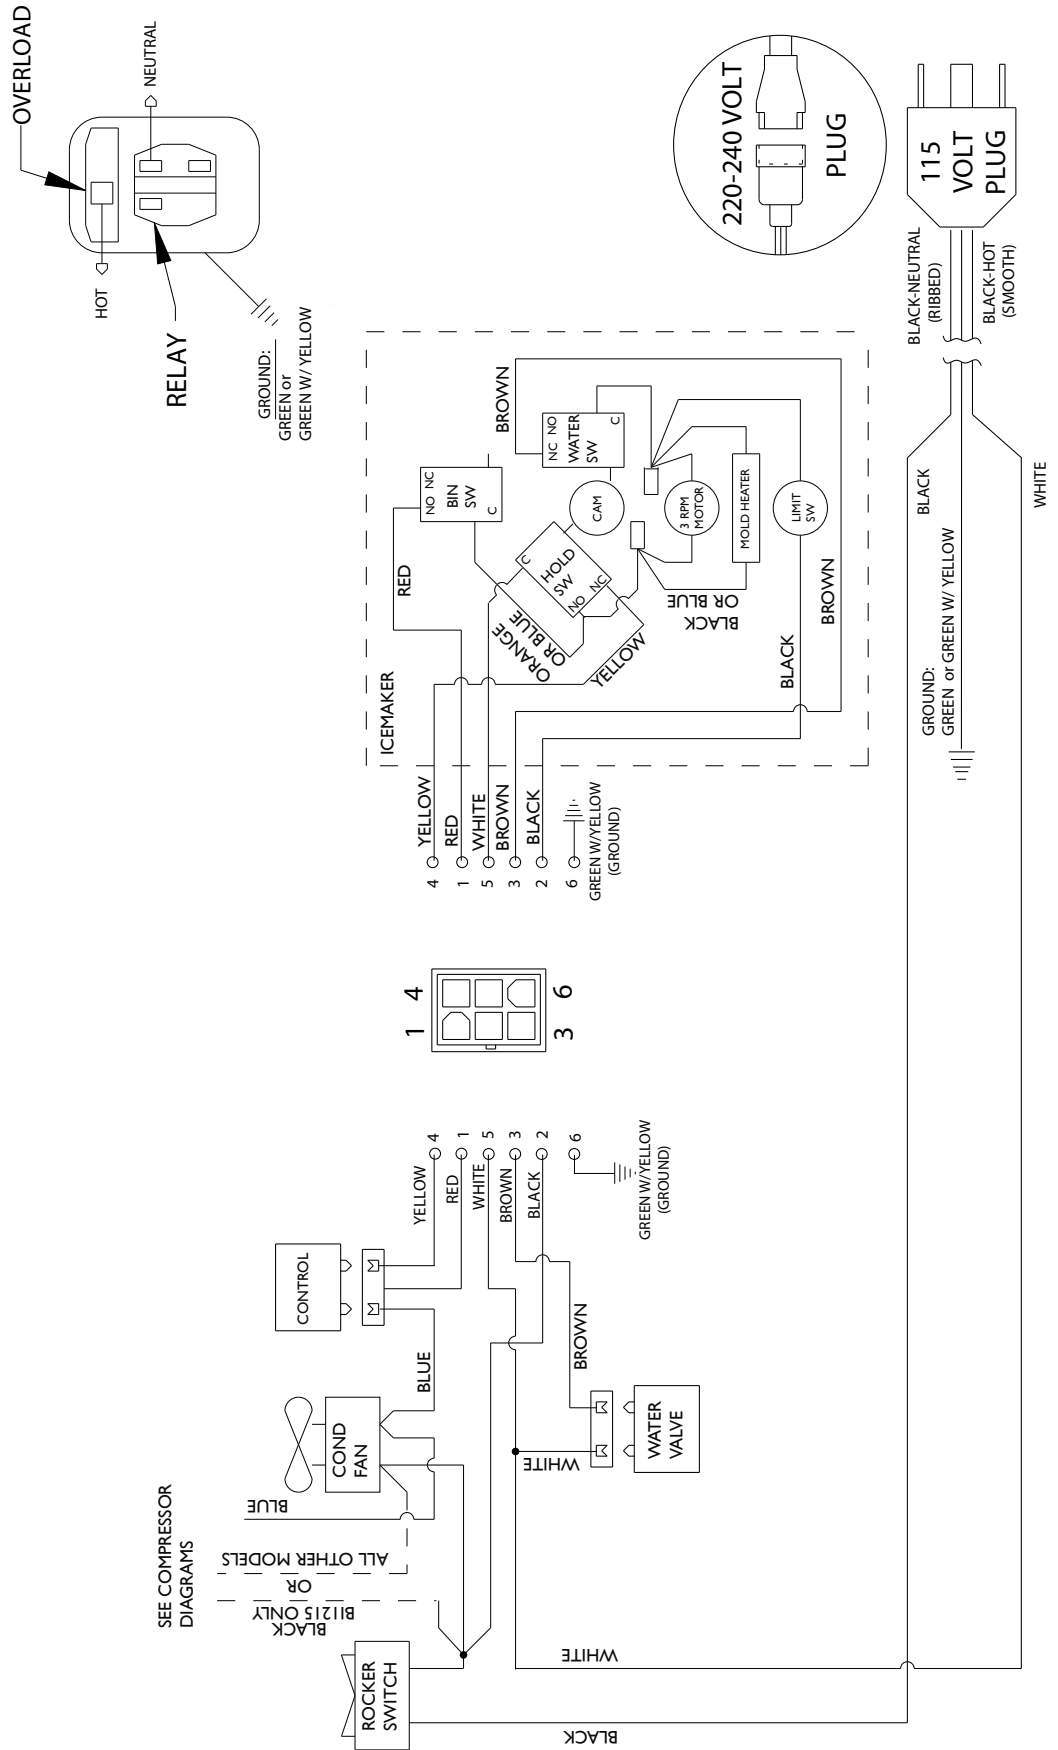 OVERLOAD
NEUTRAL
HOT
RELAY
GROUND:
GREEN or
GREEN W/ YELLOW
220-240 VOLT
PLUG
115
VOLT
PLUG
BLACK-NEUTRAL
(RIBBED)
BLACK-HOT
(SMOOTH)
BLACK
WHITE
GROUND:
GREEN or GREEN W/ YELLOW
ICEMAKER
RED
NO NC
BIN
SW
C
BROWN
NC NO
WATER
SW
C
CAM
C
HOLD
SW
NO NC
3 RPM
MOTOR
MOLD HEATER
LIMIT
SW
ORANGE
OR BLUE
YELLOW
BLACK
OR BLUE
BLACK
BROWN
YELLOW
RED
WHITE
BROWN
BLACK
4
1
5
3
2
6
GREEN W/YELLOW
(GROUND)
1 4
3 6
4
1
5
3
2
6
YELLOW
RED
WHITE
BROWN
BLACK
GREEN W/YELLOW
(GROUND)
CONTROL
BLUE
COND
FAN
BLUE
BROWN
WHITE
WATER
VALVE
SEE COMPRESSOR
DIAGRAMS
ALL OTHER MODELS
OR
BI1215 ONLY
BLACK
ROCKER
SWITCH
WHITE
BLACK